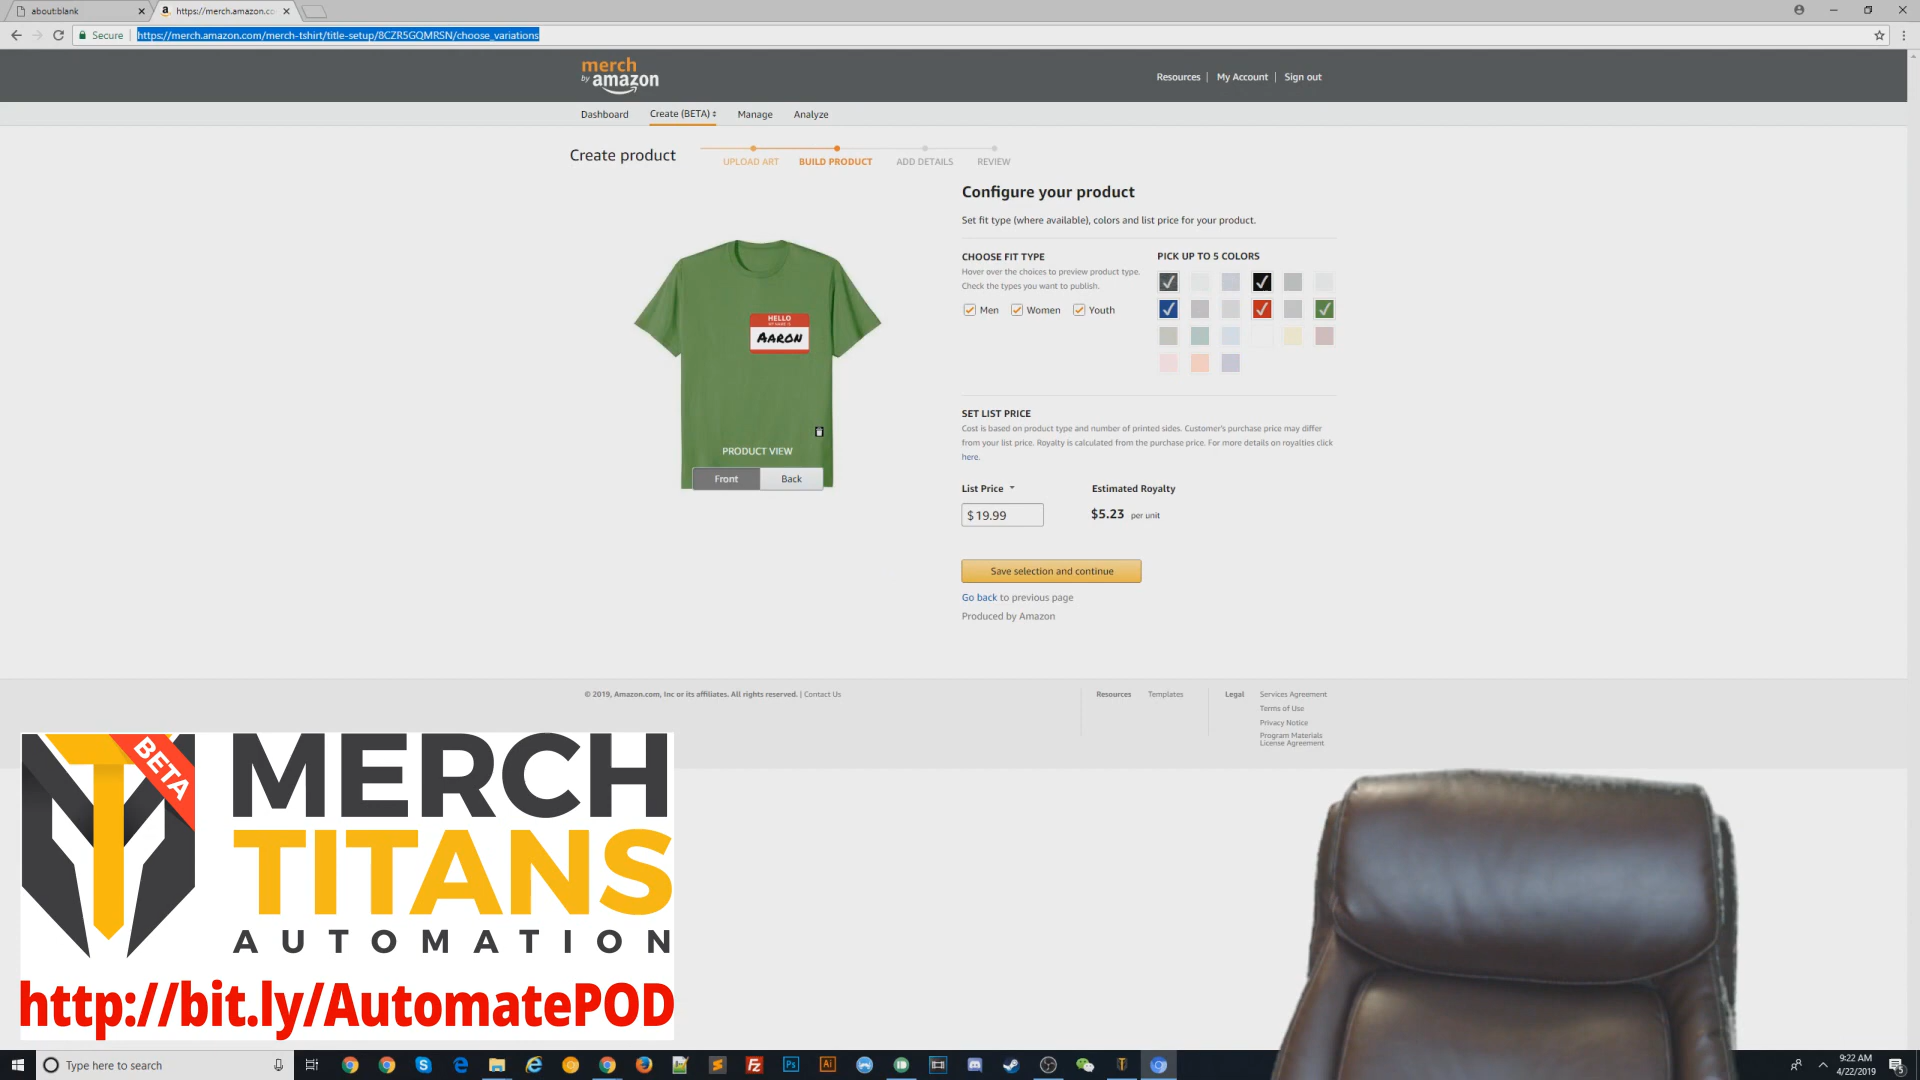 about:blank
https://merch.amazon.co
Secure
https://merch.amazon.com/merch-tshirt/title-setup/8CZR5GQMRSN/choose_variations
merch
by amazon
Resources | My Account | Sign out
Dashboard Create (BETA) Manage Analyze
Create product
UPLOAD ART BUILD PRODUCT ADD DETAILS REVIEW
Configure your product
Set fit type (where available), colors and list price for your product.
CHOOSE FIT TYPE
Hover over the choices to preview product type.
Check the types you want to publish.
Men Women Youth
PICK UP TO 5 COLORS
HELLO
MY NAME IS
AARON
PRODUCT VIEW
Front Back
SET LIST PRICE
Cost is based on product type and number of printed sides. Customer's purchase price may differ
from your list price. Royalty is calculated from the purchase price. For more details on royalties click
here.
List Price Estimated Royalty
$ 19.99 $5.23 per unit
Save selection and continue
Go back to previous page
Produced by Amazon
© 2019, Amazon.com, Inc or its affiliates. All rights reserved. | Contact Us
Resources Templates
Legal Services Agreement
Terms of Use
Privacy Notice
Program Materials
License Agreement
BETA
MERCH
TITANS
AUTOMATION
http://bit.ly/AutomatePOD
Type here to search
9:22 AM
4/22/2019